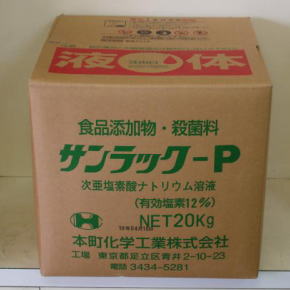 液体
食品添加物・殺菌料
サンラックーP
次亜塩素酸ナトリウム溶液
(有効塩素12%)
NET20Kg
本町化学工業株式会社
工場 東京都足立区青井2-10-23
電話 3434-5281